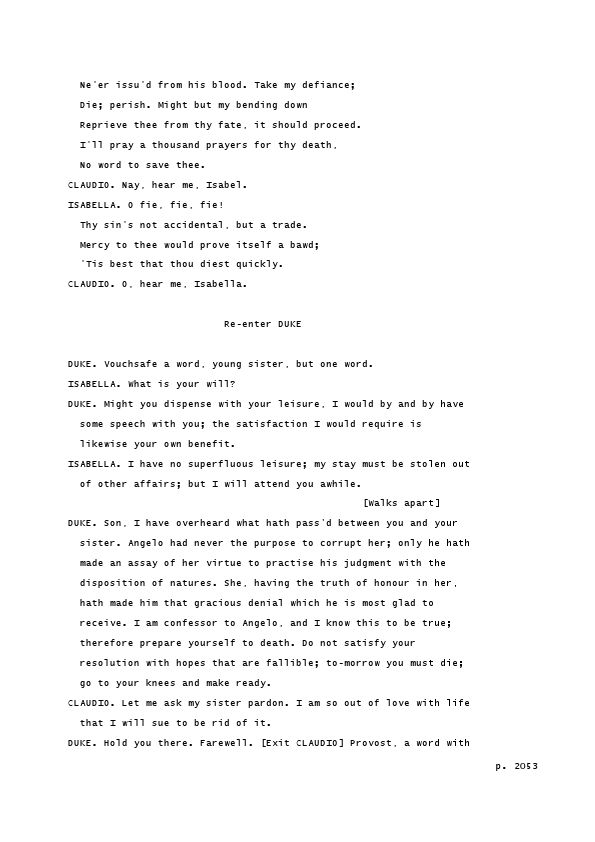 Ne'er issu'd from his blood. Take my defiance;
Die; perish. Might but my bending down
Reprieve thee from thy fate, it should proceed.
I'll pray a thousand prayers for thy death,
No word to save thee.
CLAUDIO. Nay, hear me, Isabel.
ISABELLA. O fie, fie, fie!
Thy sin's not accidental, but a trade.
Mercy to thee would prove itself a bawd;
'Tis best that thou diest quickly.
CLAUDIO. O, hear me, Isabella.
Re-enter DUKE
DUKE. Vouchsafe a word, young sister, but one word.
ISABELLA. What is your will?
DUKE. Might you dispense with your leisure, I would by and by have
some speech with you; the satisfaction I would require is
likewise your own benefit.
ISABELLA. I have no superfluous leisure; my stay must be stolen out
of other affairs; but I will attend you awhile.
[Walks apart]
DUKE. Son, I have overheard what hath pass'd between you and your
sister. Angelo had never the purpose to corrupt her; only he hath
made an assay of her virtue to practise his judgment with the
disposition of natures. She, having the truth of honour in her,
hath made him that gracious denial which he is most glad to
receive. I am confessor to Angelo, and I know this to be true;
therefore prepare yourself to death. Do not satisfy your
resolution with hopes that are fallible; to-morrow you must die;
go to your knees and make ready.
CLAUDIO. Let me ask my sister pardon. I am so out of love with life
that I will sue to be rid of it.
DUKE. Hold you there. Farewell. [Exit CLAUDIO] Provost, a word with
p. 2053